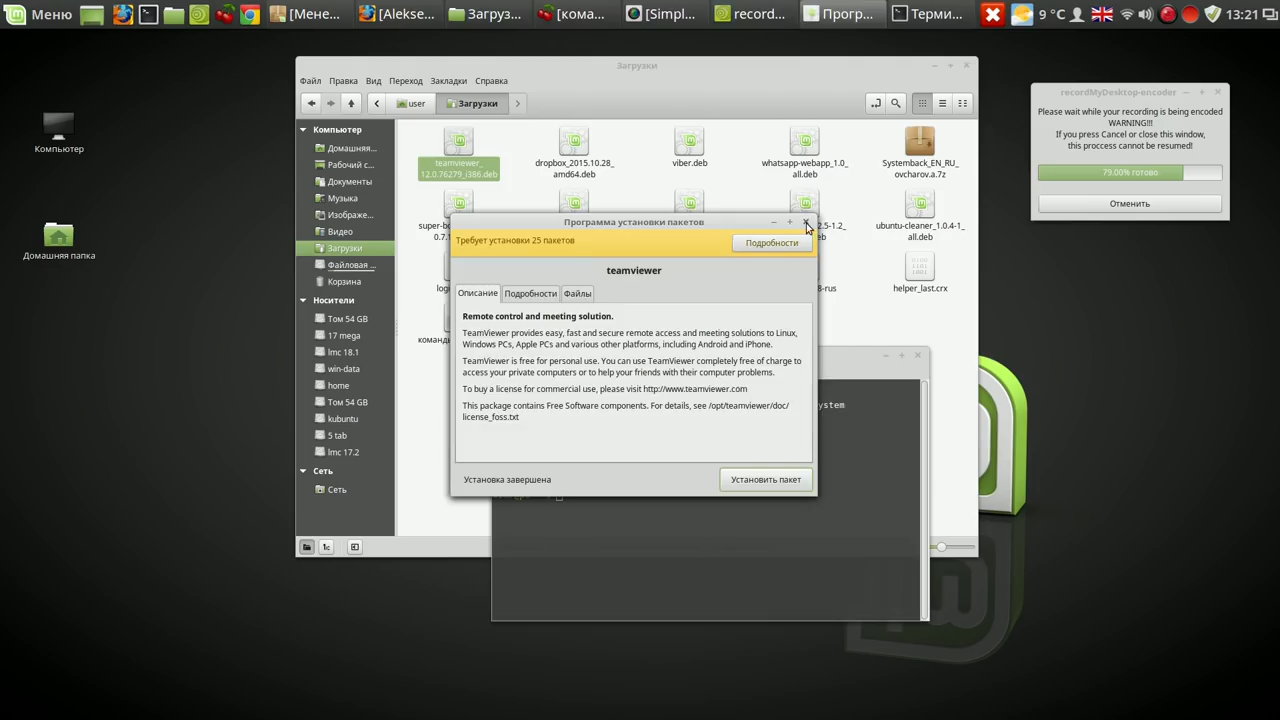 Меню
[Мене...
[Alekse...
Загруз...
[кома...
[Simpl...
record...
Прогр...
Терми...
9 °C
13:21
Компьютер
Домашняя папка
Загрузки
Файл Правка Вид Переход Закладки Справка
user
Загрузки
Компьютер
Домашняя...
Рабочий с...
Документы
Музыка
Изображе...
Видео
Загрузки
Файловая ...
Корзина
Носители
Том 54 GB
17 mega
lmc 18.1
win-data
home
Том 54 GB
kubuntu
5 tab
lmc 17.2
Сеть
Сеть
teamviewer_
12.0.76279_i386.deb
dropbox_2015.10.28_
amd64.deb
viber.deb
whatsapp-webapp_1.0_
all.deb
Systemback_EN_RU_
ovcharov.a.7z
ubuntu-cleaner_1.0.4-1_
all.deb
helper_last.crx
Программа установки пакетов
Требует установки 25 пакетов
Подробности
teamviewer
Описание
Подробности
Файлы
Remote control and meeting solution.
TeamViewer provides easy, fast and secure remote access and meeting solutions to Linux,
Windows PCs, Apple PCs and various other platforms, including Android and iPhone.
TeamViewer is free for personal use. You can use TeamViewer completely free of charge to
access your private computers or to help your friends with their computer problems.
To buy a license for commercial use, please visit http://www.teamviewer.com
This package contains Free Software components. For details, see /opt/teamviewer/doc/
license_foss.txt
Установка завершена
Установить пакет
recordMyDesktop-encoder
Please wait while your recording is being encoded
WARNING!!!
If you press Cancel or close this window,
this proccess cannot be resumed!
79.00% готово
Отменить